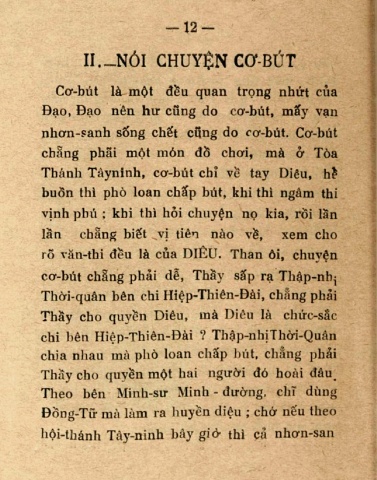 — 12 —
II.—NÓI CHUYỆN CƠ-BÚT
Cơ-bút là một đều quan trọng nhứt của
Đạo, Đạo nên hư cũng do cơ-bút, mấy vạn
nhơn-sanh sống chết cũng do cơ-bút. Cơ-bút
chẳng phải một món đồ chơi, mà ở Tòa
Thánh Tâyninh, cơ-bút chỉ về tay Diêu, hễ
buồn thì phò loan chấp bút, khi thì ngâm thi
vịnh phú ; khi thì hỏi chuyện nọ kia, rồi lần
lần chẳng biết vị tiên nào về, xem cho
rõ văn-thi đều là của DIÊU. Than ôi, chuyện
cơ-bút chẳng phải dễ, Thầy sắp ra Thập-nhị
Thời-quân bên chi Hiệp-Thiên-Đài, chẳng phải
Thầy cho quyền Diêu, mà Diêu là chức-sắc
chi bên Hiệp-Thiên-Đài ? Thập-nhịThời-Quân
chia nhau mà phò loan chấp bút, chẳng phải
Thầy cho quyền một hai người đó hoài đâu.
Theo bên Minh-sư Minh-đường, chĩ dùng
Đồng-Tử mà làm ra huyền diệu ; chớ nếu theo
hội-thánh Tây-ninh bây giờ thì cả nhơn-san